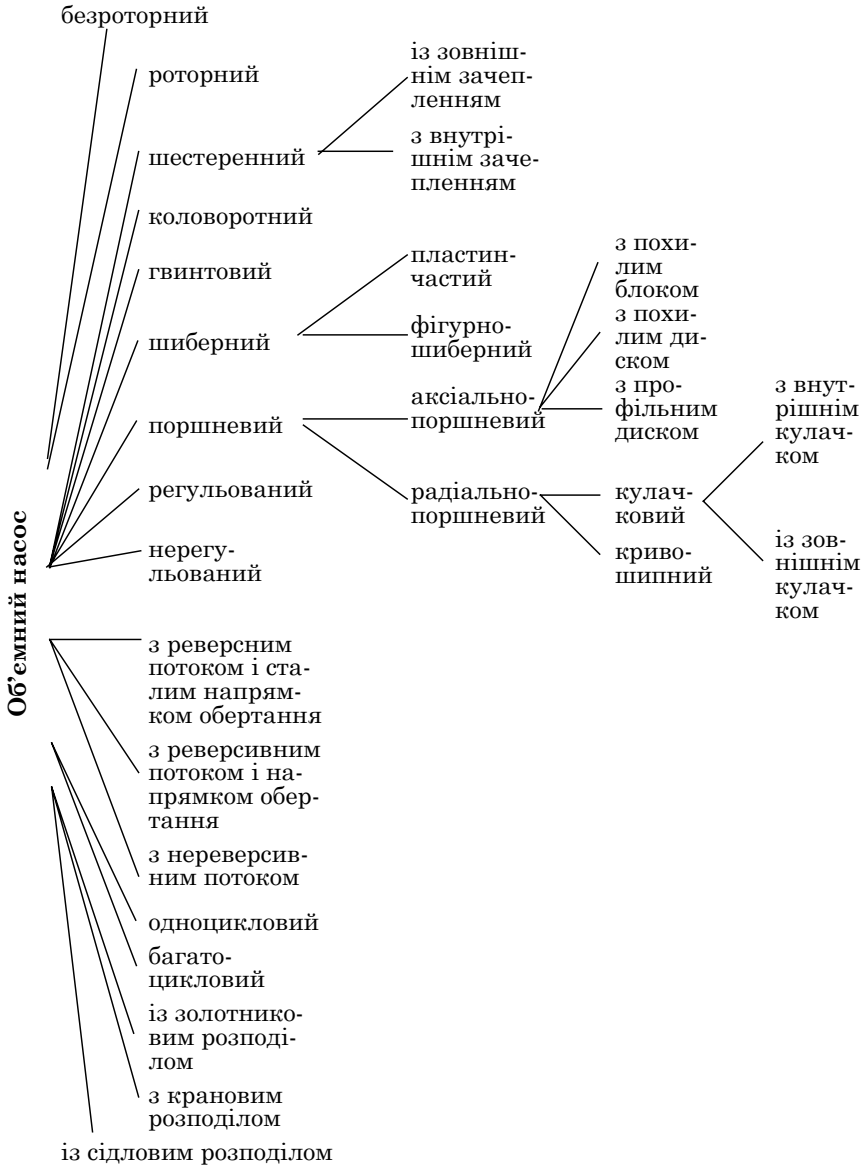 безроторний
роторний
шестеренний
із зовніш-
нім зачеп-
ленням
з внутрі-
шнім заче-
пленням
коловоротний
гвинтовий
шиберний
пластин-
частий
фігурно-
шиберний
поршневий
аксіально-
поршневий
з похи-
лим
блоком
з похи-
лим ди-
ском
з про-
фільним
диском
радіально-
поршневий
кулач-
ковий
з внут-
рішнім
кулач-
ком
із зов-
нішнім
кулач-
ком
криво-
шипний
регульований
нерегу-
льований
Об’ємний насос
з реверсним
потоком і ста-
лим напрям-
ком обертання
з реверсивним
потоком і на-
прямком обер-
тання
з нереверсив-
ним потоком
одноцикловий
багато-
цикловий
із золотнико-
вим розподі-
лом
з крановим
розподілом
із сідловим розподілом